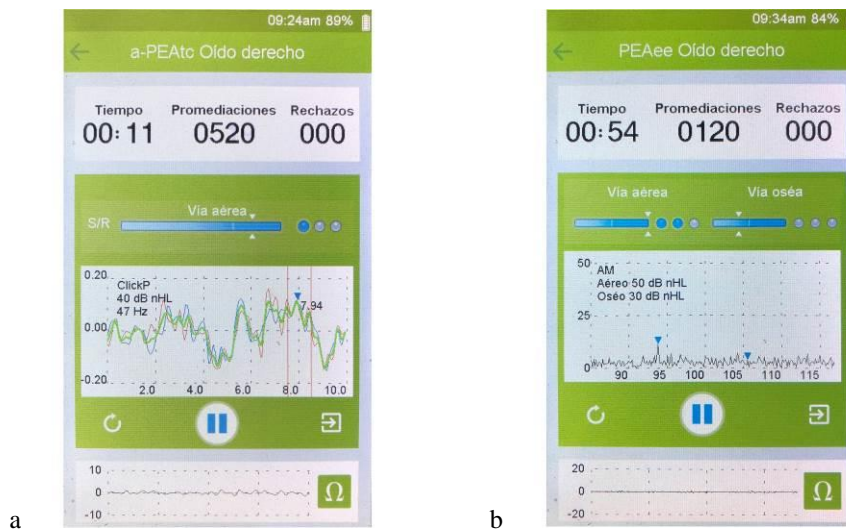 09:24am 89%
a-PEAtc Oído derecho
Tiempo Promediaciones Rechazos
00:11 0520 000
Vía aérea
S/R
0.20
ClickP
40 dB nHL
47 Hz
7.94
0.00
-0.20
2.0 4.0 6.0 8.0 10.0
10
0
-10
Ω
a
09:34am 84%
PEAee Oído derecho
Tiempo Promediaciones Rechazos
00:54 0120 000
Vía aérea Vía oséa
50
AM
Aéreo 50 dB nHL
Oséo 30 dB nHL
25
0
90 95 100 105 110 115
20
0
-20
Ω
b